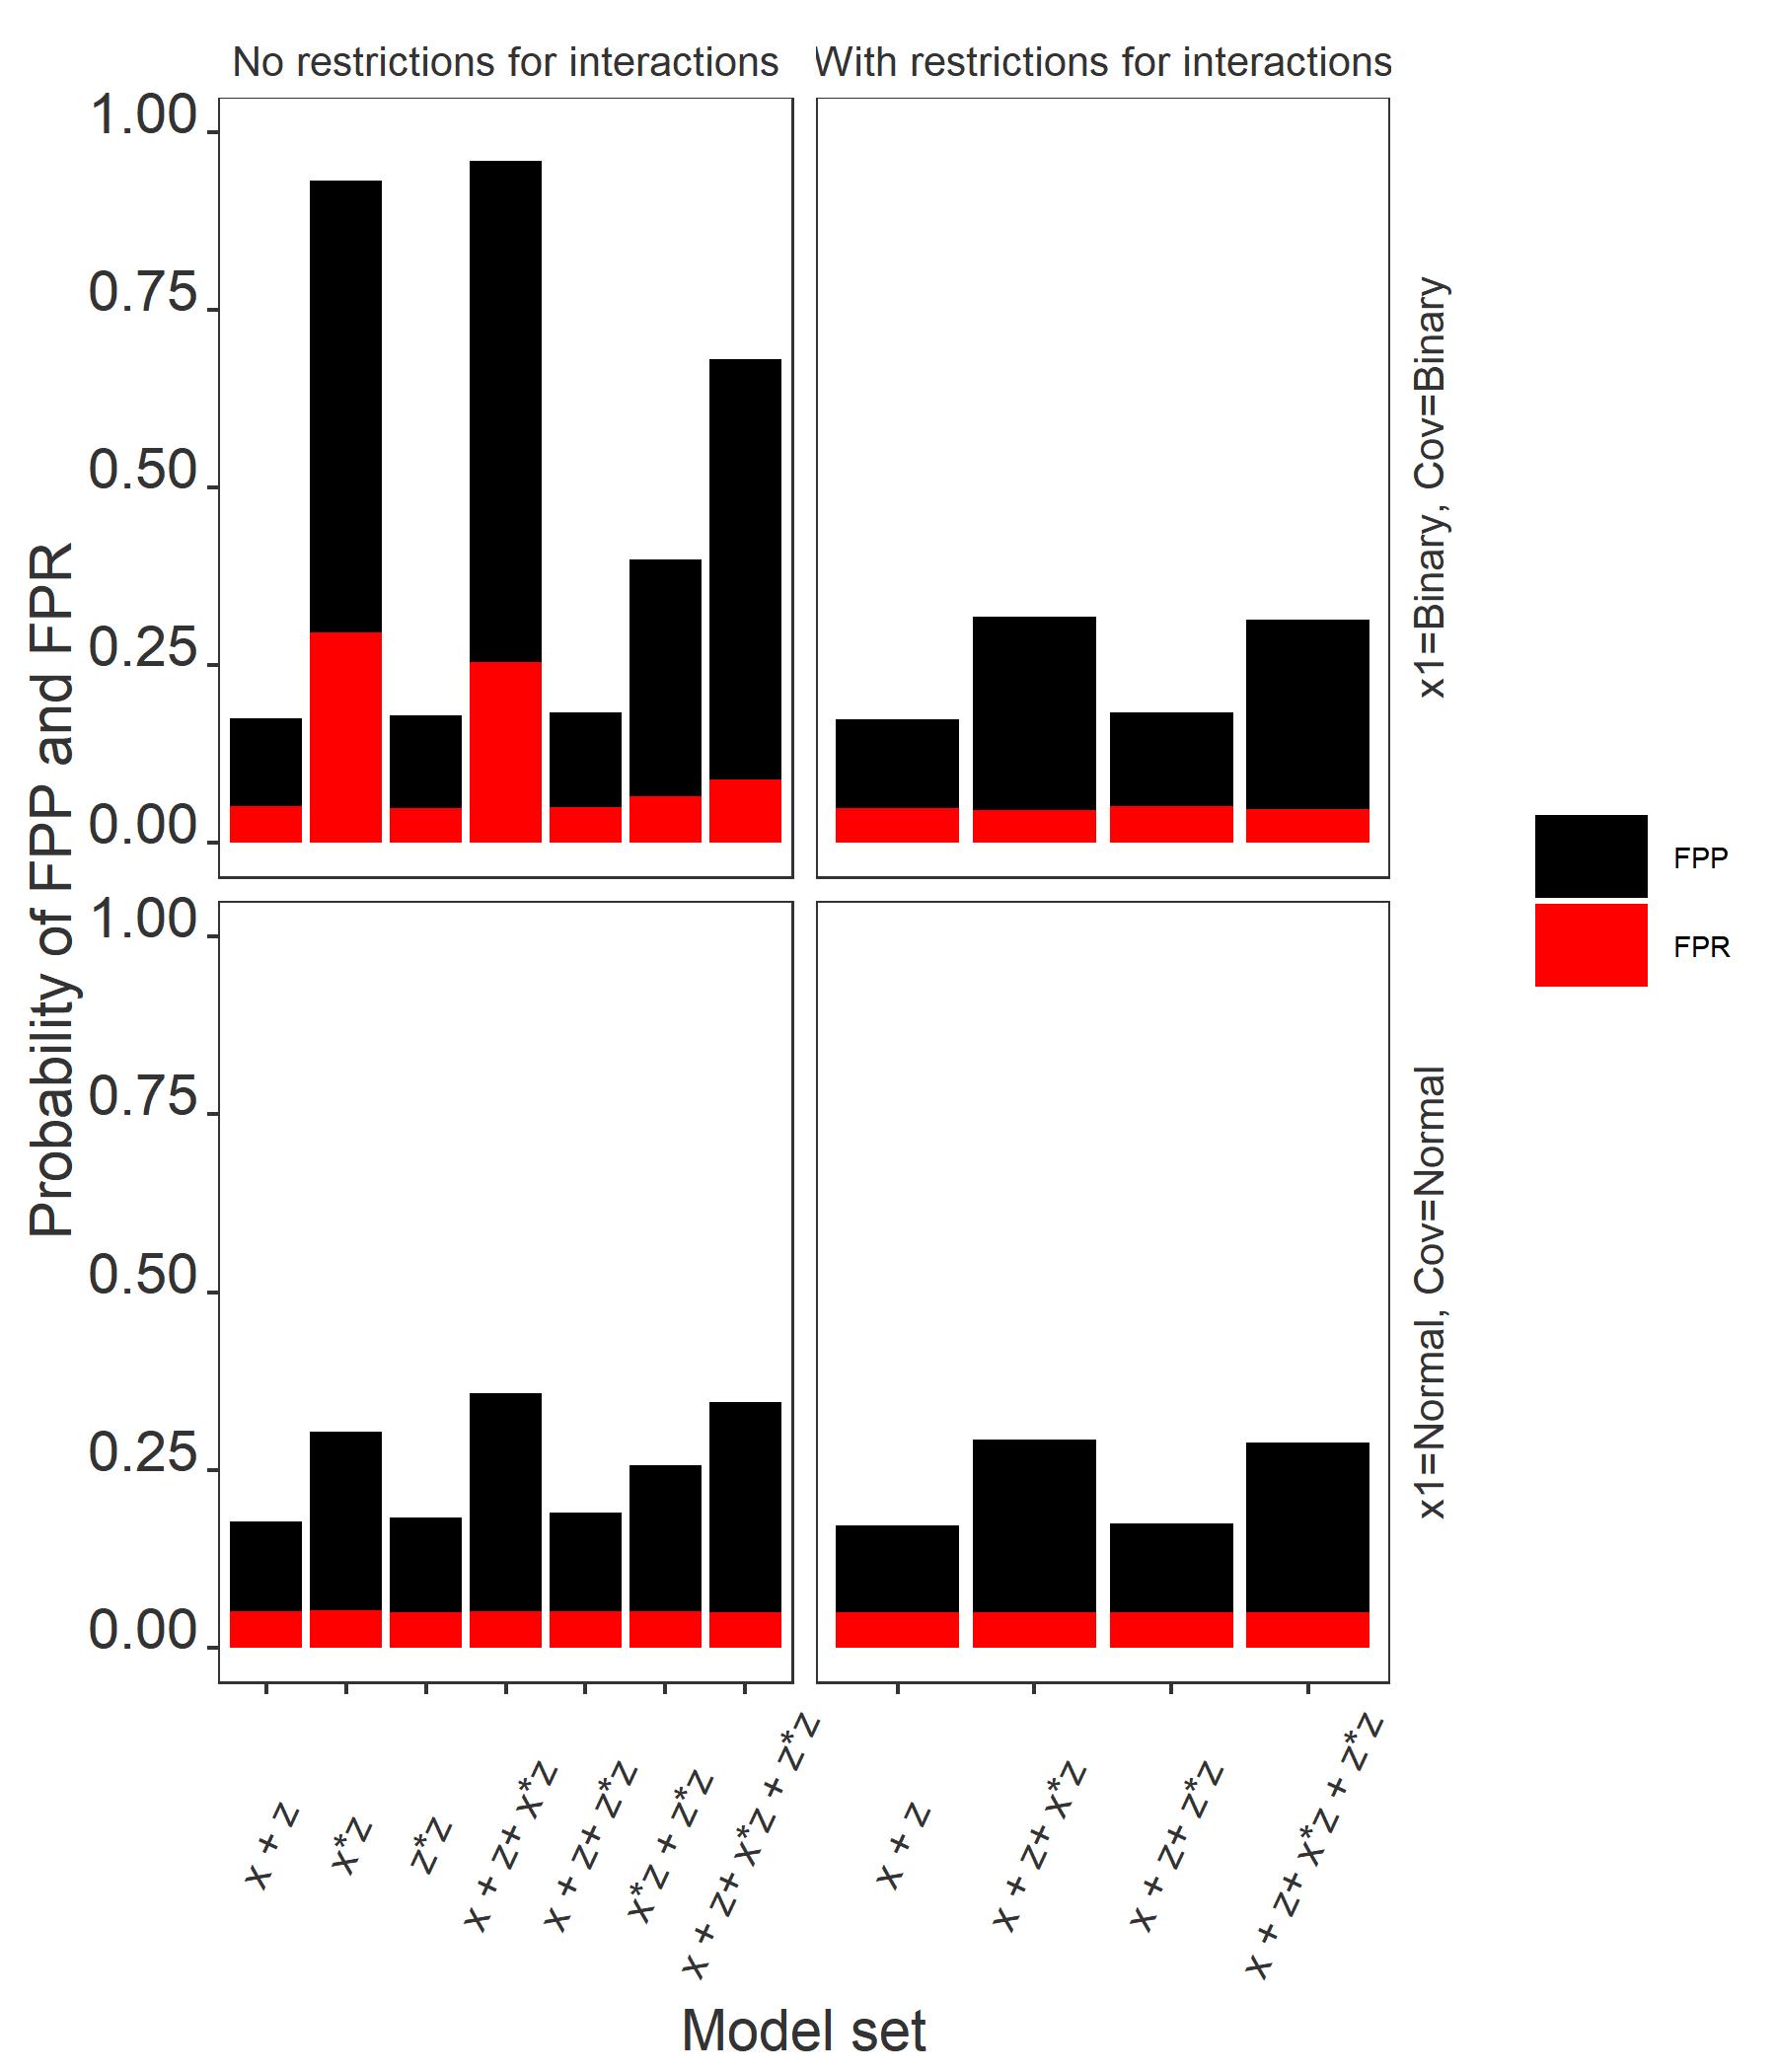 No restrictions for interactions
With restrictions for interactions
1.00
0.75
0.50
0.25
0.00
x1=Binary, Cov=Binary
1.00
0.75
0.50
0.25
0.00
x1=Normal, Cov=Normal
Probability of FPP and FPR
FPP
FPR
x + z
x*z
z*z
x + z+ x*z
x + z+ z*z
x*z + z*z
x + z+ x*z + z*z
x + z
x + z+ x*z
x + z+ z*z
x + z+ x*z + z*z
Model set